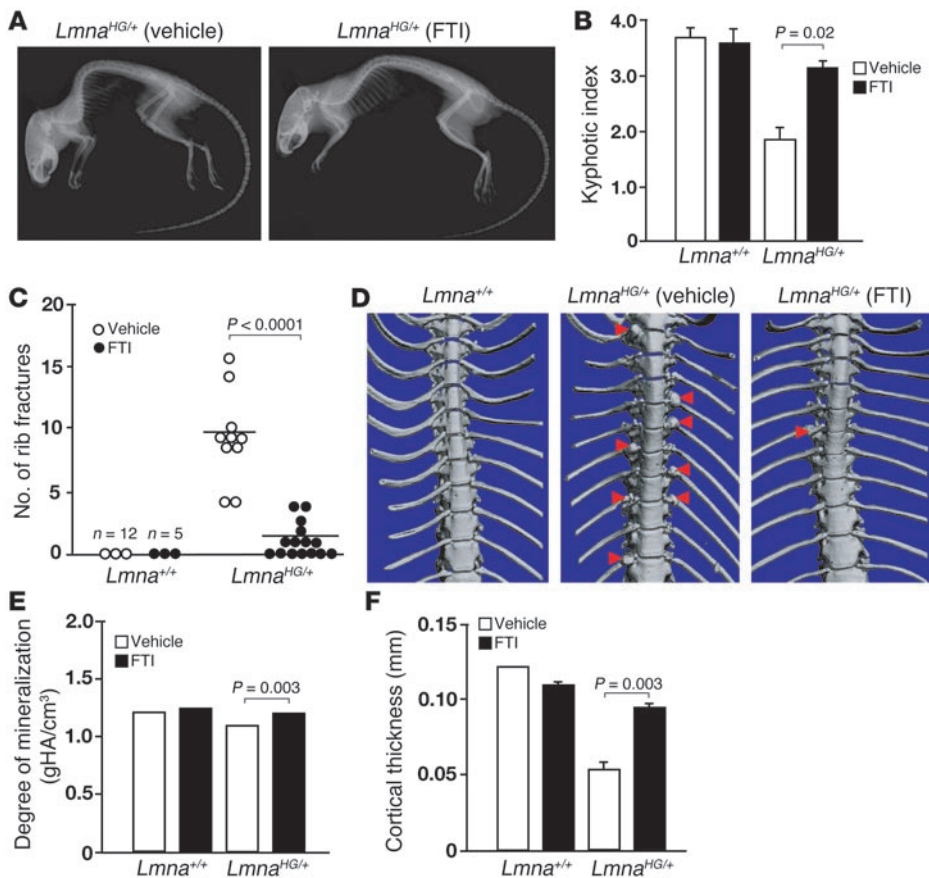 A
Lmna^HG/+ (vehicle)
Lmna^HG/+ (FTI)
B
Kyphotic index
4.0
3.0
2.0
1.0
0
P = 0.02
Vehicle
FTI
Lmna^+/+
Lmna^HG/+
C
No. of rib fractures
20
15
10
5
0
Vehicle
FTI
P < 0.0001
n = 12
n = 5
Lmna^+/+
Lmna^HG/+
D
Lmna^+/+
Lmna^HG/+ (vehicle)
Lmna^HG/+ (FTI)
E
Degree of mineralization
(gHA/cm³)
2.0
1.5
1.0
0.5
0
Vehicle
FTI
P = 0.003
Lmna^+/+
Lmna^HG/+
F
Cortical thickness (mm)
0.15
0.10
0.05
0
Vehicle
FTI
P = 0.003
Lmna^+/+
Lmna^HG/+